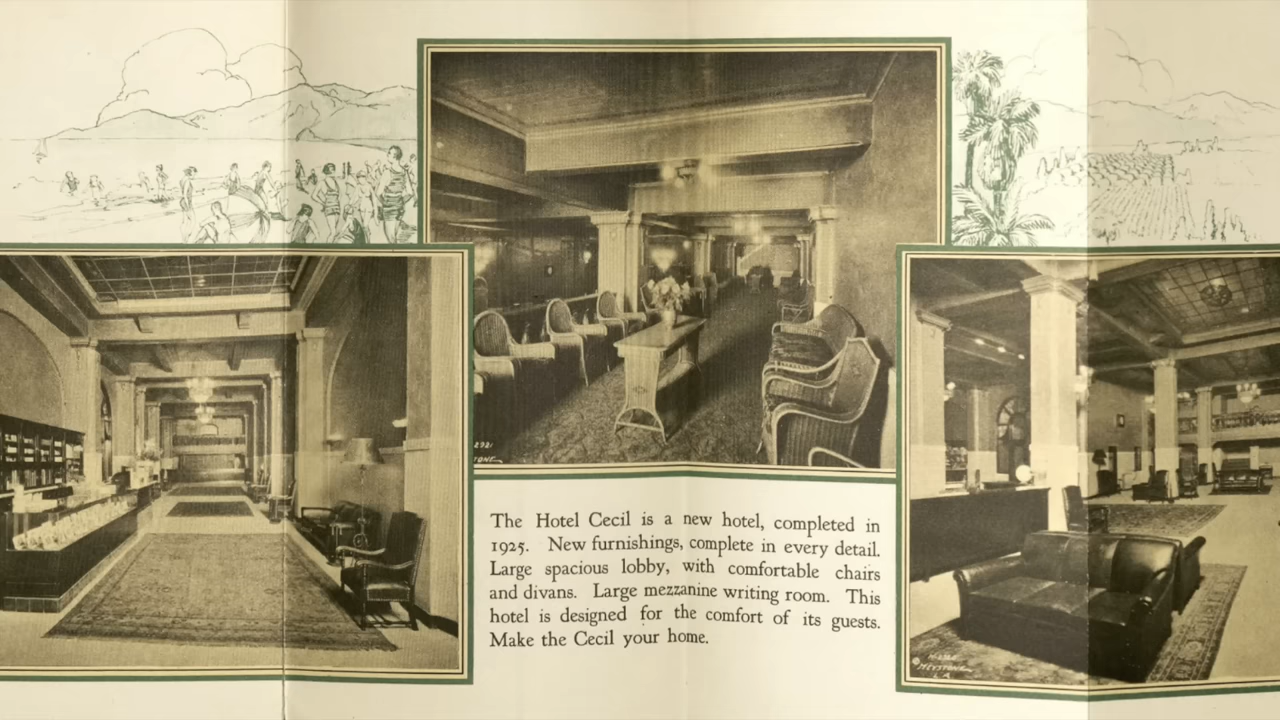 2921
The Hotel Cecil is a new hotel, completed in
1925. New furnishings, complete in every detail.
Large spacious lobby, with comfortable chairs
and divans. Large mezzanine writing room. This
hotel is designed for the comfort of its guests.
Make the Cecil your home.
KEYSTONE
L.A.